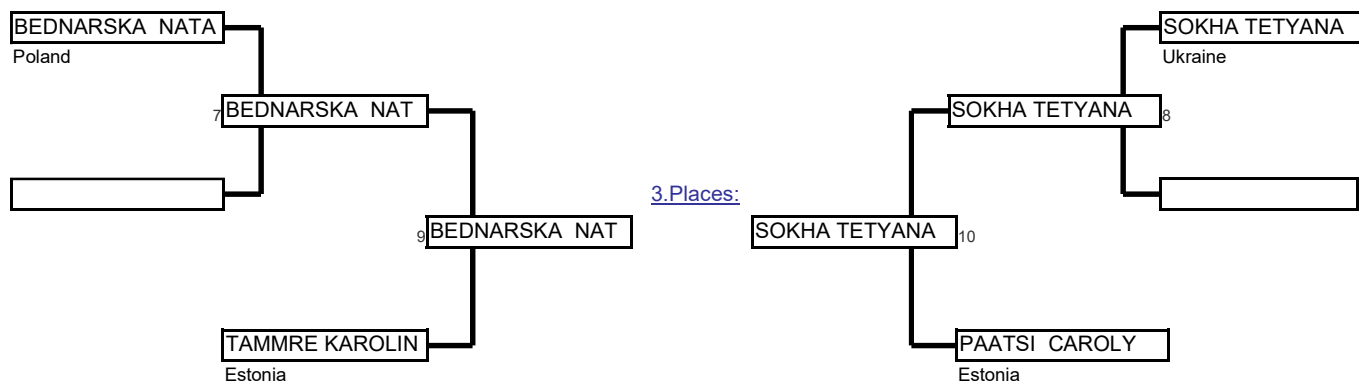 BEDNARSKA  NATA
Poland
SOKHA TETYANA
Ukraine
7
BEDNARSKA  NAT
SOKHA TETYANA
8
3.Places:
9
BEDNARSKA  NAT
SOKHA TETYANA
10
TAMMRE KAROLIN
Estonia
PAATSI  CAROLY
Estonia